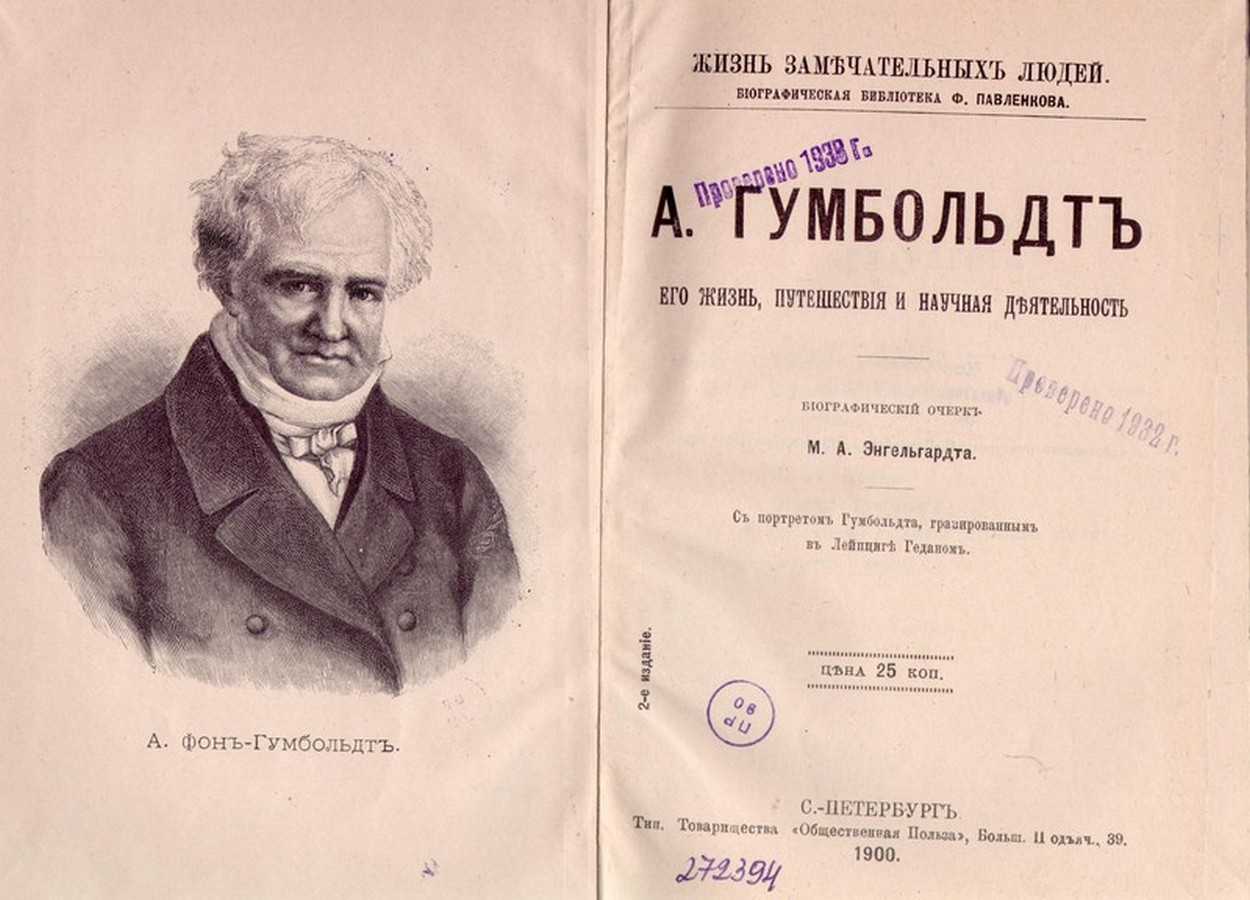 А. ФОНЪ-ГУМБОЛЬДТЪ.
ЖИЗНЬ ЗАМѢЧАТЕЛЬНЫХЪ ЛЮДЕЙ.
БІОГРАФИЧЕСКАЯ БИБЛІОТЕКА Ф. ПАВЛЕНКОВА.
Проверено 1938 г.
А. ГУМБОЛЬДТЪ
ЕГО ЖИЗНЬ, ПУТЕШЕСТВІЯ И НАУЧНАЯ ДѢЯТЕЛЬНОСТЬ
Проверено 1932 г.
БІОГРАФИЧЕСКІЙ ОЧЕРКЪ
М. А. Энгельгардта.
Съ портретомъ Гумбольдта, гравированнымъ
въ Лейпцигѣ Геданомъ.
2-е изданіе.
ЦѢНА 25 КОП.
ПР
80
С.-ПЕТЕРБУРГЪ
Тип. Товарищества «Общественная Польза», Больш. Подъяч., 39.
1900.
272394